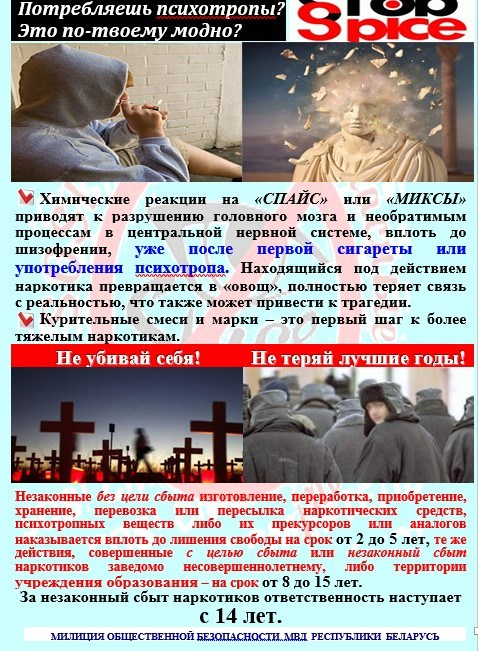 Потребляешь психотропы?
Это по-твоему модно?
Stop
Spice
Химические реакции на «СПАЙС» или «МИКСЫ»
приводят к разрушению головного мозга и необратимым
процессам в центральной нервной системе, вплоть до
шизофрении, уже после первой сигареты или
употребления психотропа. Находящийся под действием
наркотика превращается в «овощ», полностью теряет связь
с реальностью, что также может привести к трагедии.
Курительные смеси и марки – это первый шаг к более
тяжелым наркотикам.
Не убивай себя! Не теряй лучшие годы!
Незаконные без цели сбыта изготовление, переработка, приобретение,
хранение, перевозка или пересылка наркотических средств,
психотропных веществ либо их прекурсоров или аналогов
наказывается вплоть до лишения свободы на срок от 2 до 5 лет, те же
действия, совершенные с целью сбыта или незаконный сбыт
наркотиков заведомо несовершеннолетнему, либо территории
учреждения образования – на срок от 8 до 15 лет.
За незаконный сбыт наркотиков ответственность наступает
с 14 лет.
МИЛИЦИЯ ОБЩЕСТВЕННОЙ БЕЗОПАСНОСТИ МВД РЕСПУБЛИКИ БЕЛАРУСЬ